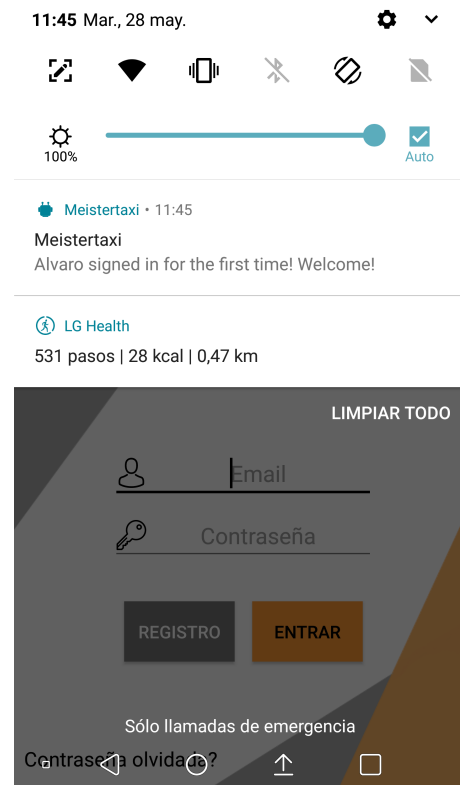 11:45 Mar., 28 may.
100%
Auto
Meistertaxi • 11:45
Meistertaxi
Alvaro signed in for the first time! Welcome!
LG Health
531 pasos | 28 kcal | 0,47 km
LIMPIAR TODO
Email
Contraseña
REGISTRO
ENTRAR
Sólo llamadas de emergencia
Contraseña olvidada?